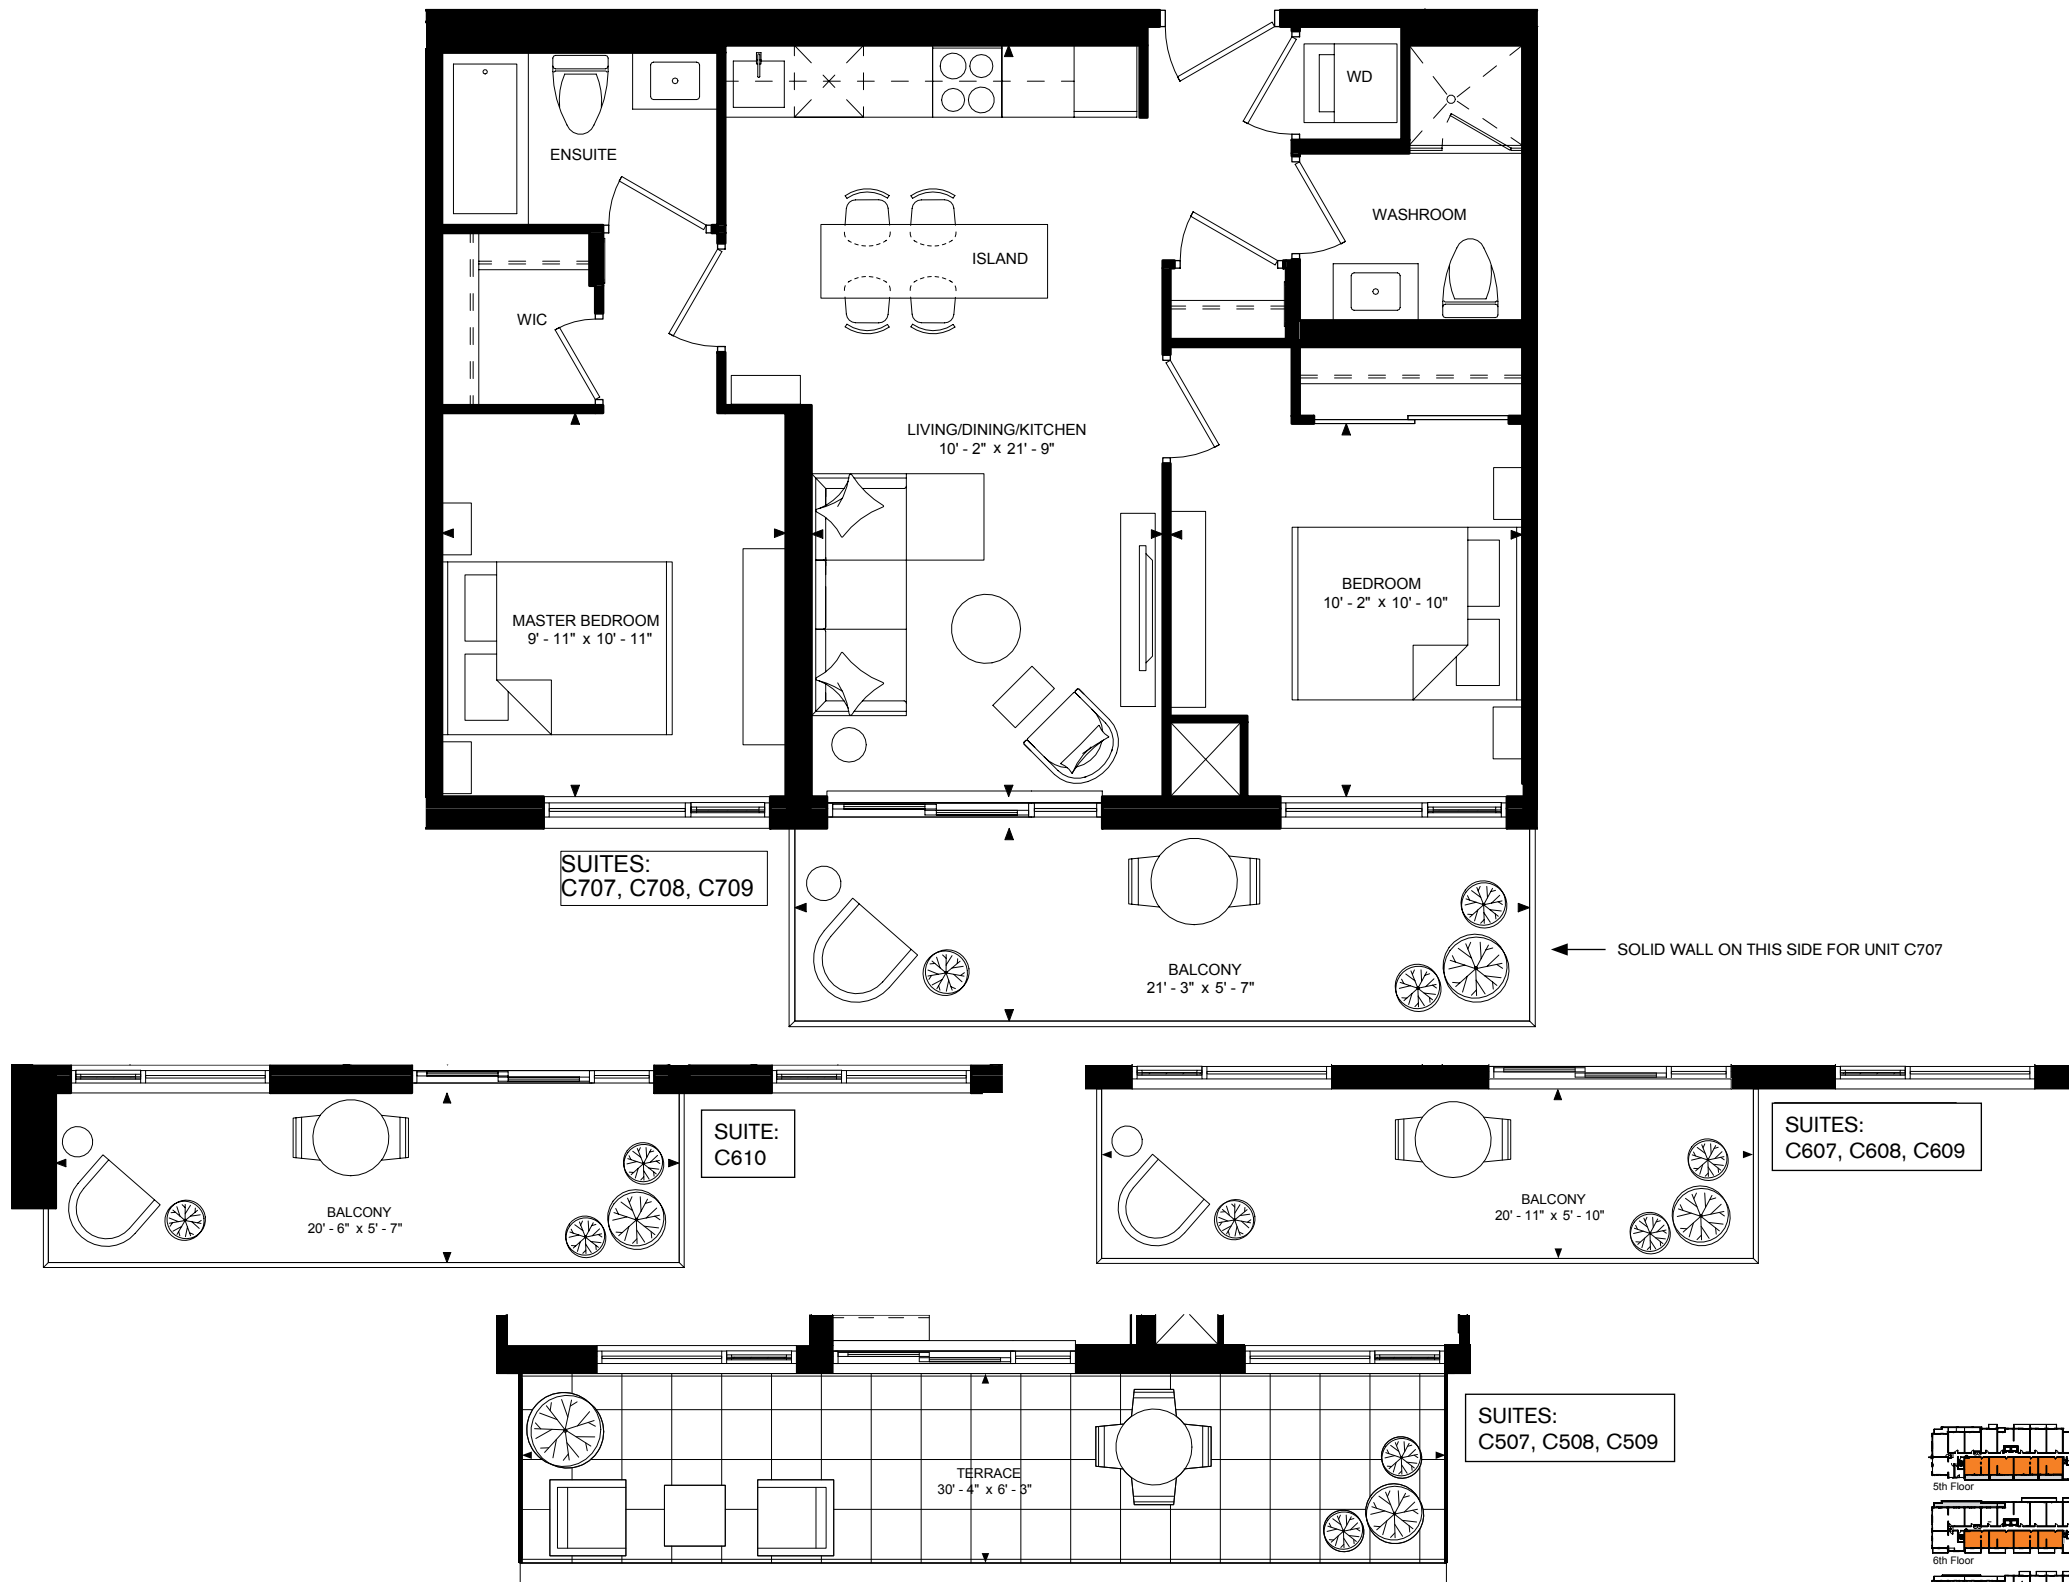 WD
ENSUITE
WASHROOM
ISLAND
WIC
LIVING/DINING/KITCHEN
10' - 2" x 21' - 9"
BEDROOM
10' - 2" x 10' - 10"
MASTER BEDROOM
9' - 11" x 10' - 11"
SUITES:
C707, C708, C709
SOLID WALL ON THIS SIDE FOR UNIT C707
BALCONY
21' - 3" x 5' - 7"
SUITE:
C610
SUITES:
C607, C608, C609
BALCONY
20' - 6" x 5' - 7"
BALCONY
20' - 11" x 5' - 10"
SUITES:
C507, C508, C509
TERRACE
30' - 4" x 6' - 3"
5th Floor
6th Floor